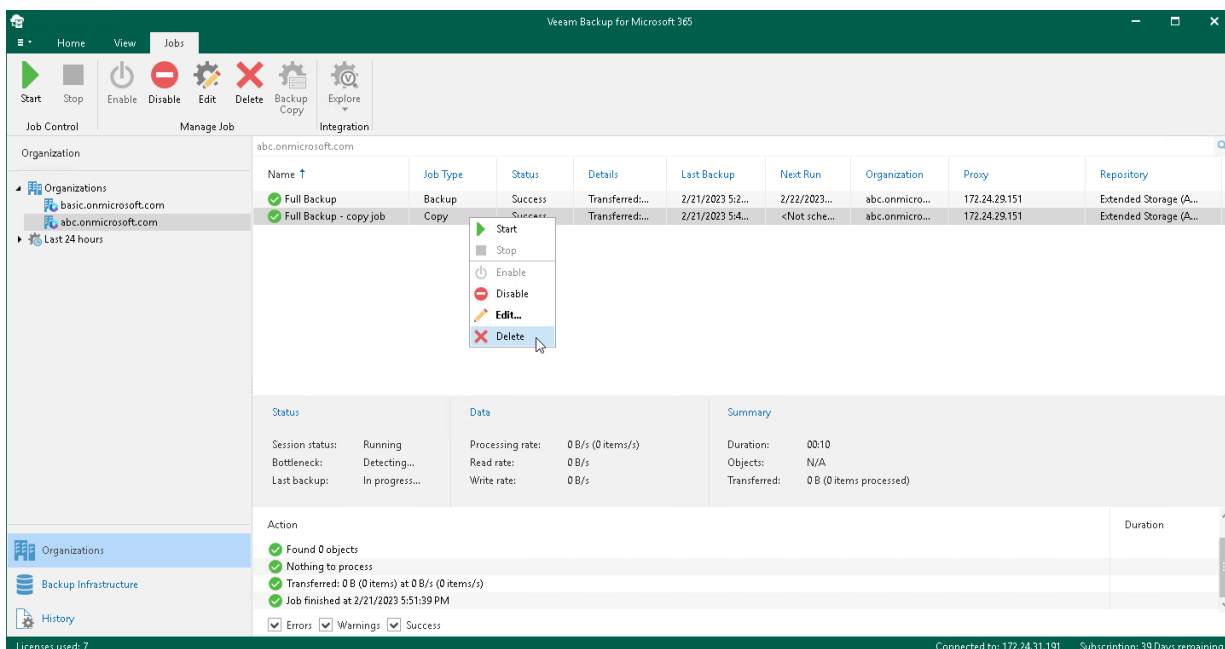 Veeam Backup for Microsoft 365
Home View Jobs
Start Stop Enable Disable Edit Delete Backup Copy Explore
Job Control Manage Job Integration
Organization
Organizations
basic.onmicrosoft.com
abc.onmicrosoft.com
Last 24 hours
abc.onmicrosoft.com
Name Job Type Status Details Last Backup Next Run Organization Proxy Repository
Full Backup Backup Success Transferred:... 2/21/2023 5:2... 2/22/2023... abc.onmicro... 172.24.29.151 Extended Storage (A...
Full Backup - copy job Copy Success Transferred:... 2/21/2023 5:4... <Not sche... abc.onmicro... 172.24.29.151 Extended Storage (A...
Start
Stop
Enable
Disable
Edit...
Delete
Status Data Summary
Session status: Running Processing rate: 0 B/s (0 items/s) Duration: 00:10
Bottleneck: Detecting... Read rate: 0 B/s Objects: N/A
Last backup: In progress... Write rate: 0 B/s Transferred: 0 B (0 items processed)
Action Duration
Found 0 objects
Nothing to process
Transferred: 0 B (0 items) at 0 B/s (0 items/s)
Job finished at 2/21/2023 5:51:39 PM
Errors Warnings Success
Organizations
Backup Infrastructure
History
Licenses used: 7 Connected to: 172.24.31.191 Subscription: 39 Days remaining